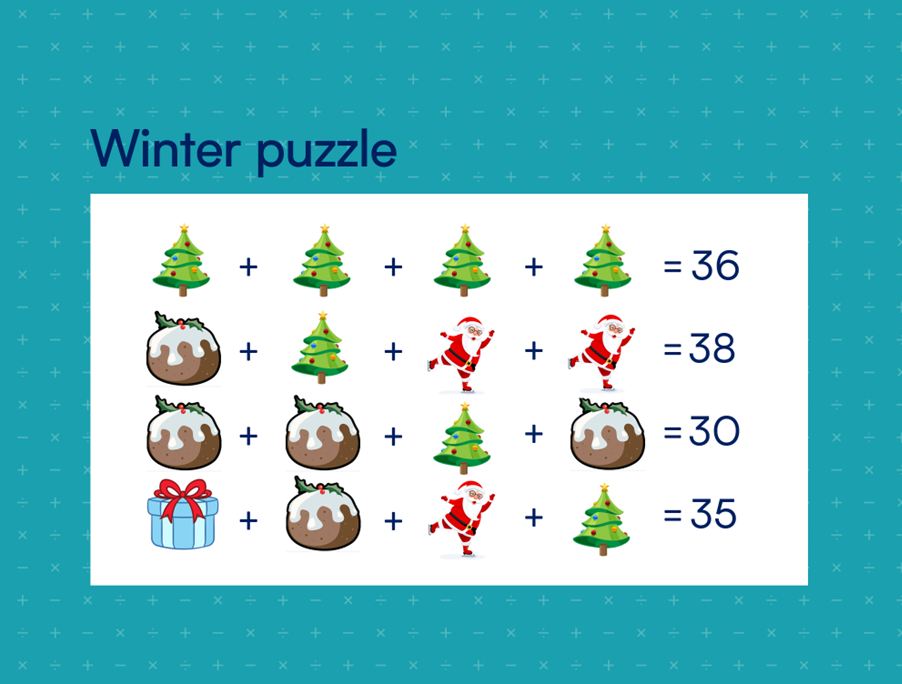 Winter puzzle
+ + + = 36
+ + + = 38
+ + + = 30
+ + + = 35